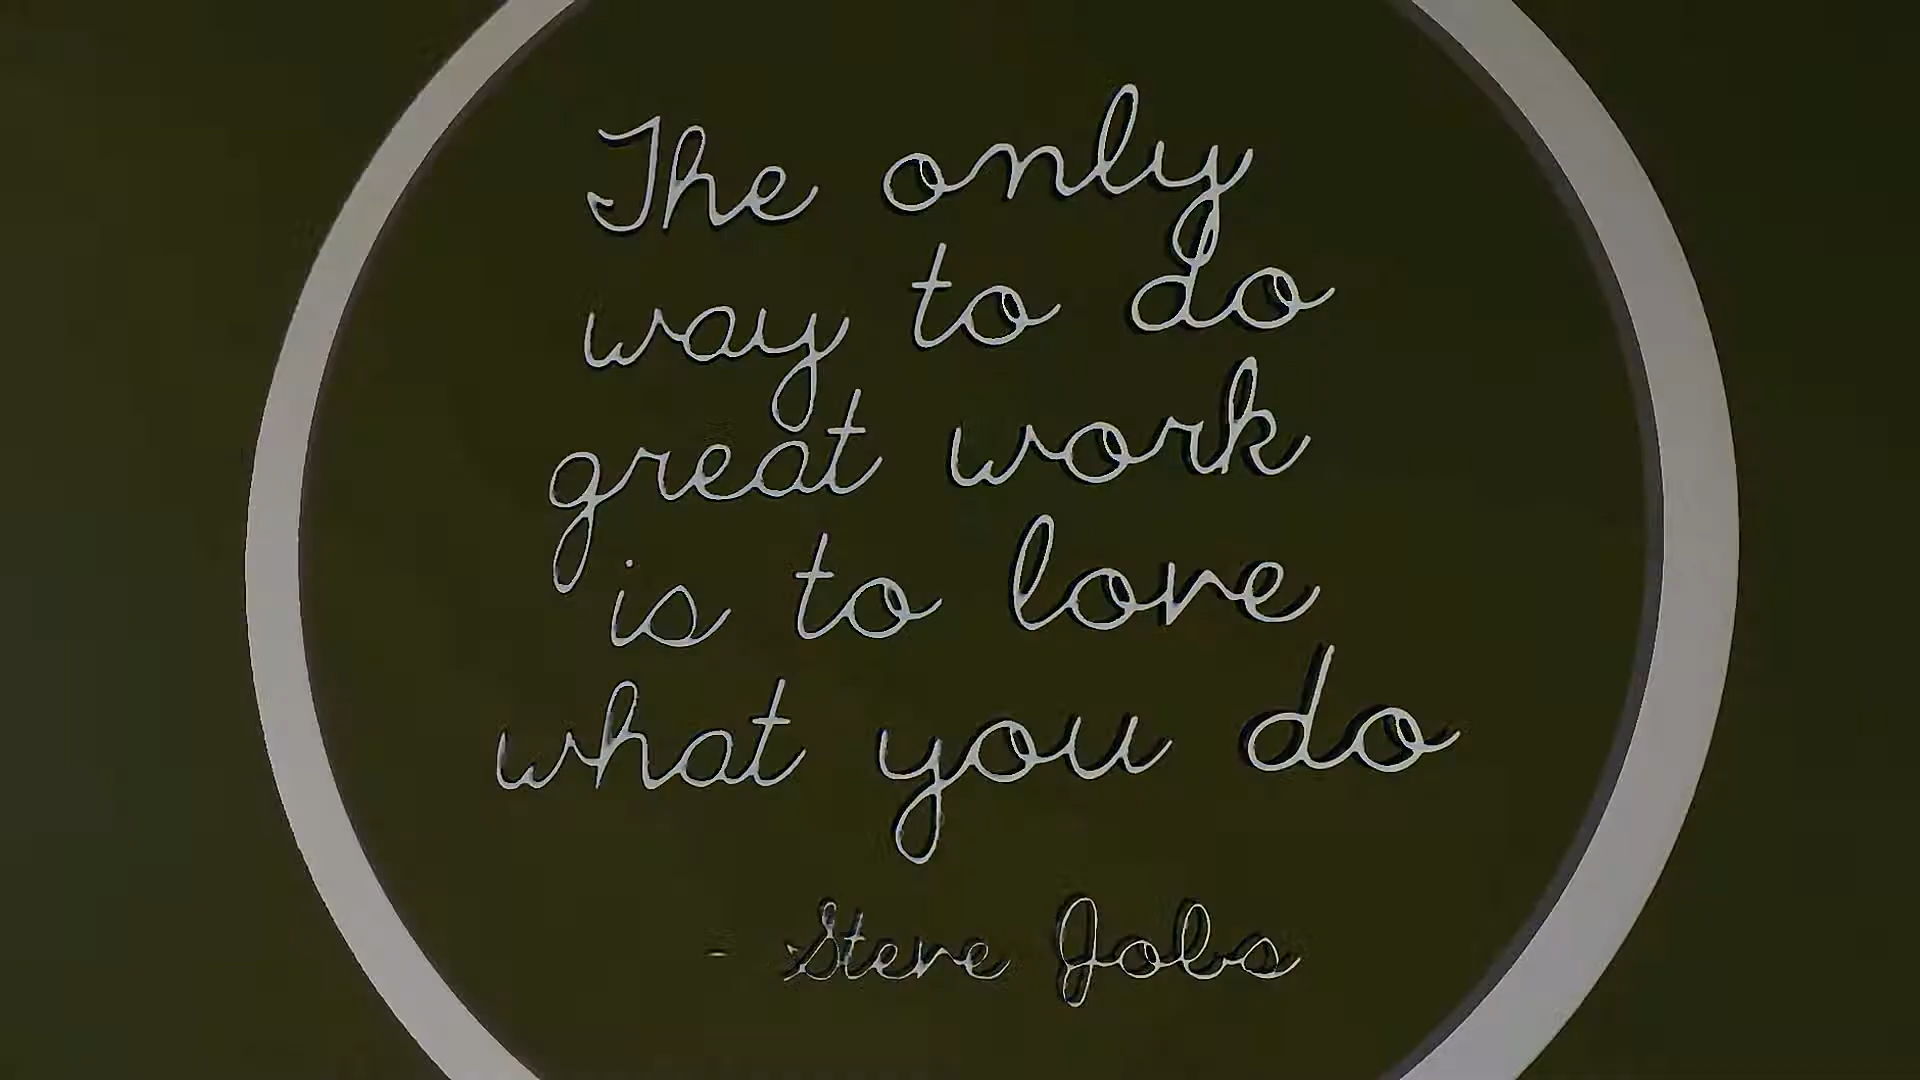 The only
way to do
great work
is to love
what you do
- Steve Jobs